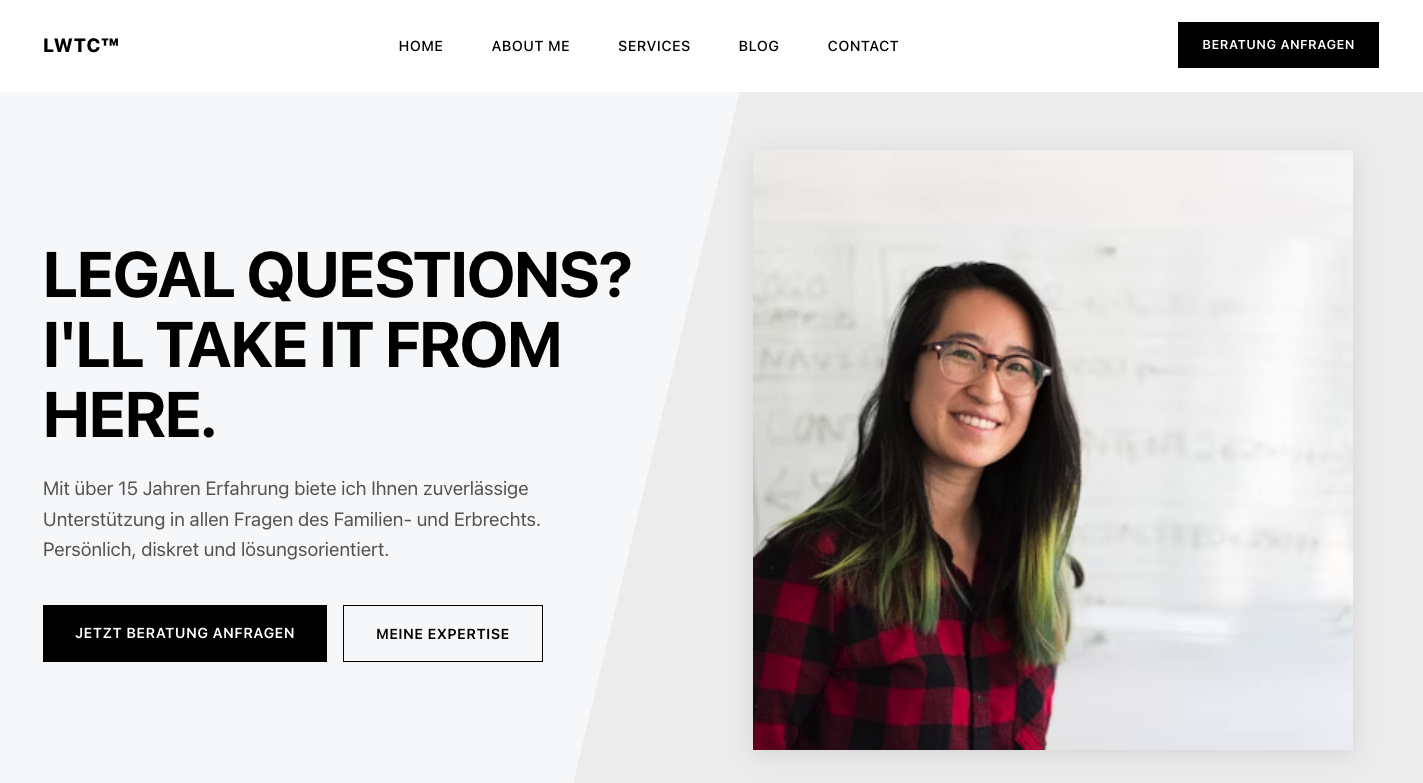 LWTC™
HOME
ABOUT ME
SERVICES
BLOG
CONTACT
BERATUNG ANFRAGEN
LEGAL QUESTIONS?
I'LL TAKE IT FROM
HERE.
Mit über 15 Jahren Erfahrung biete ich Ihnen zuverlässige
Unterstützung in allen Fragen des Familien- und Erbrechts.
Persönlich, diskret und lösungsorientiert.
JETZT BERATUNG ANFRAGEN
MEINE EXPERTISE